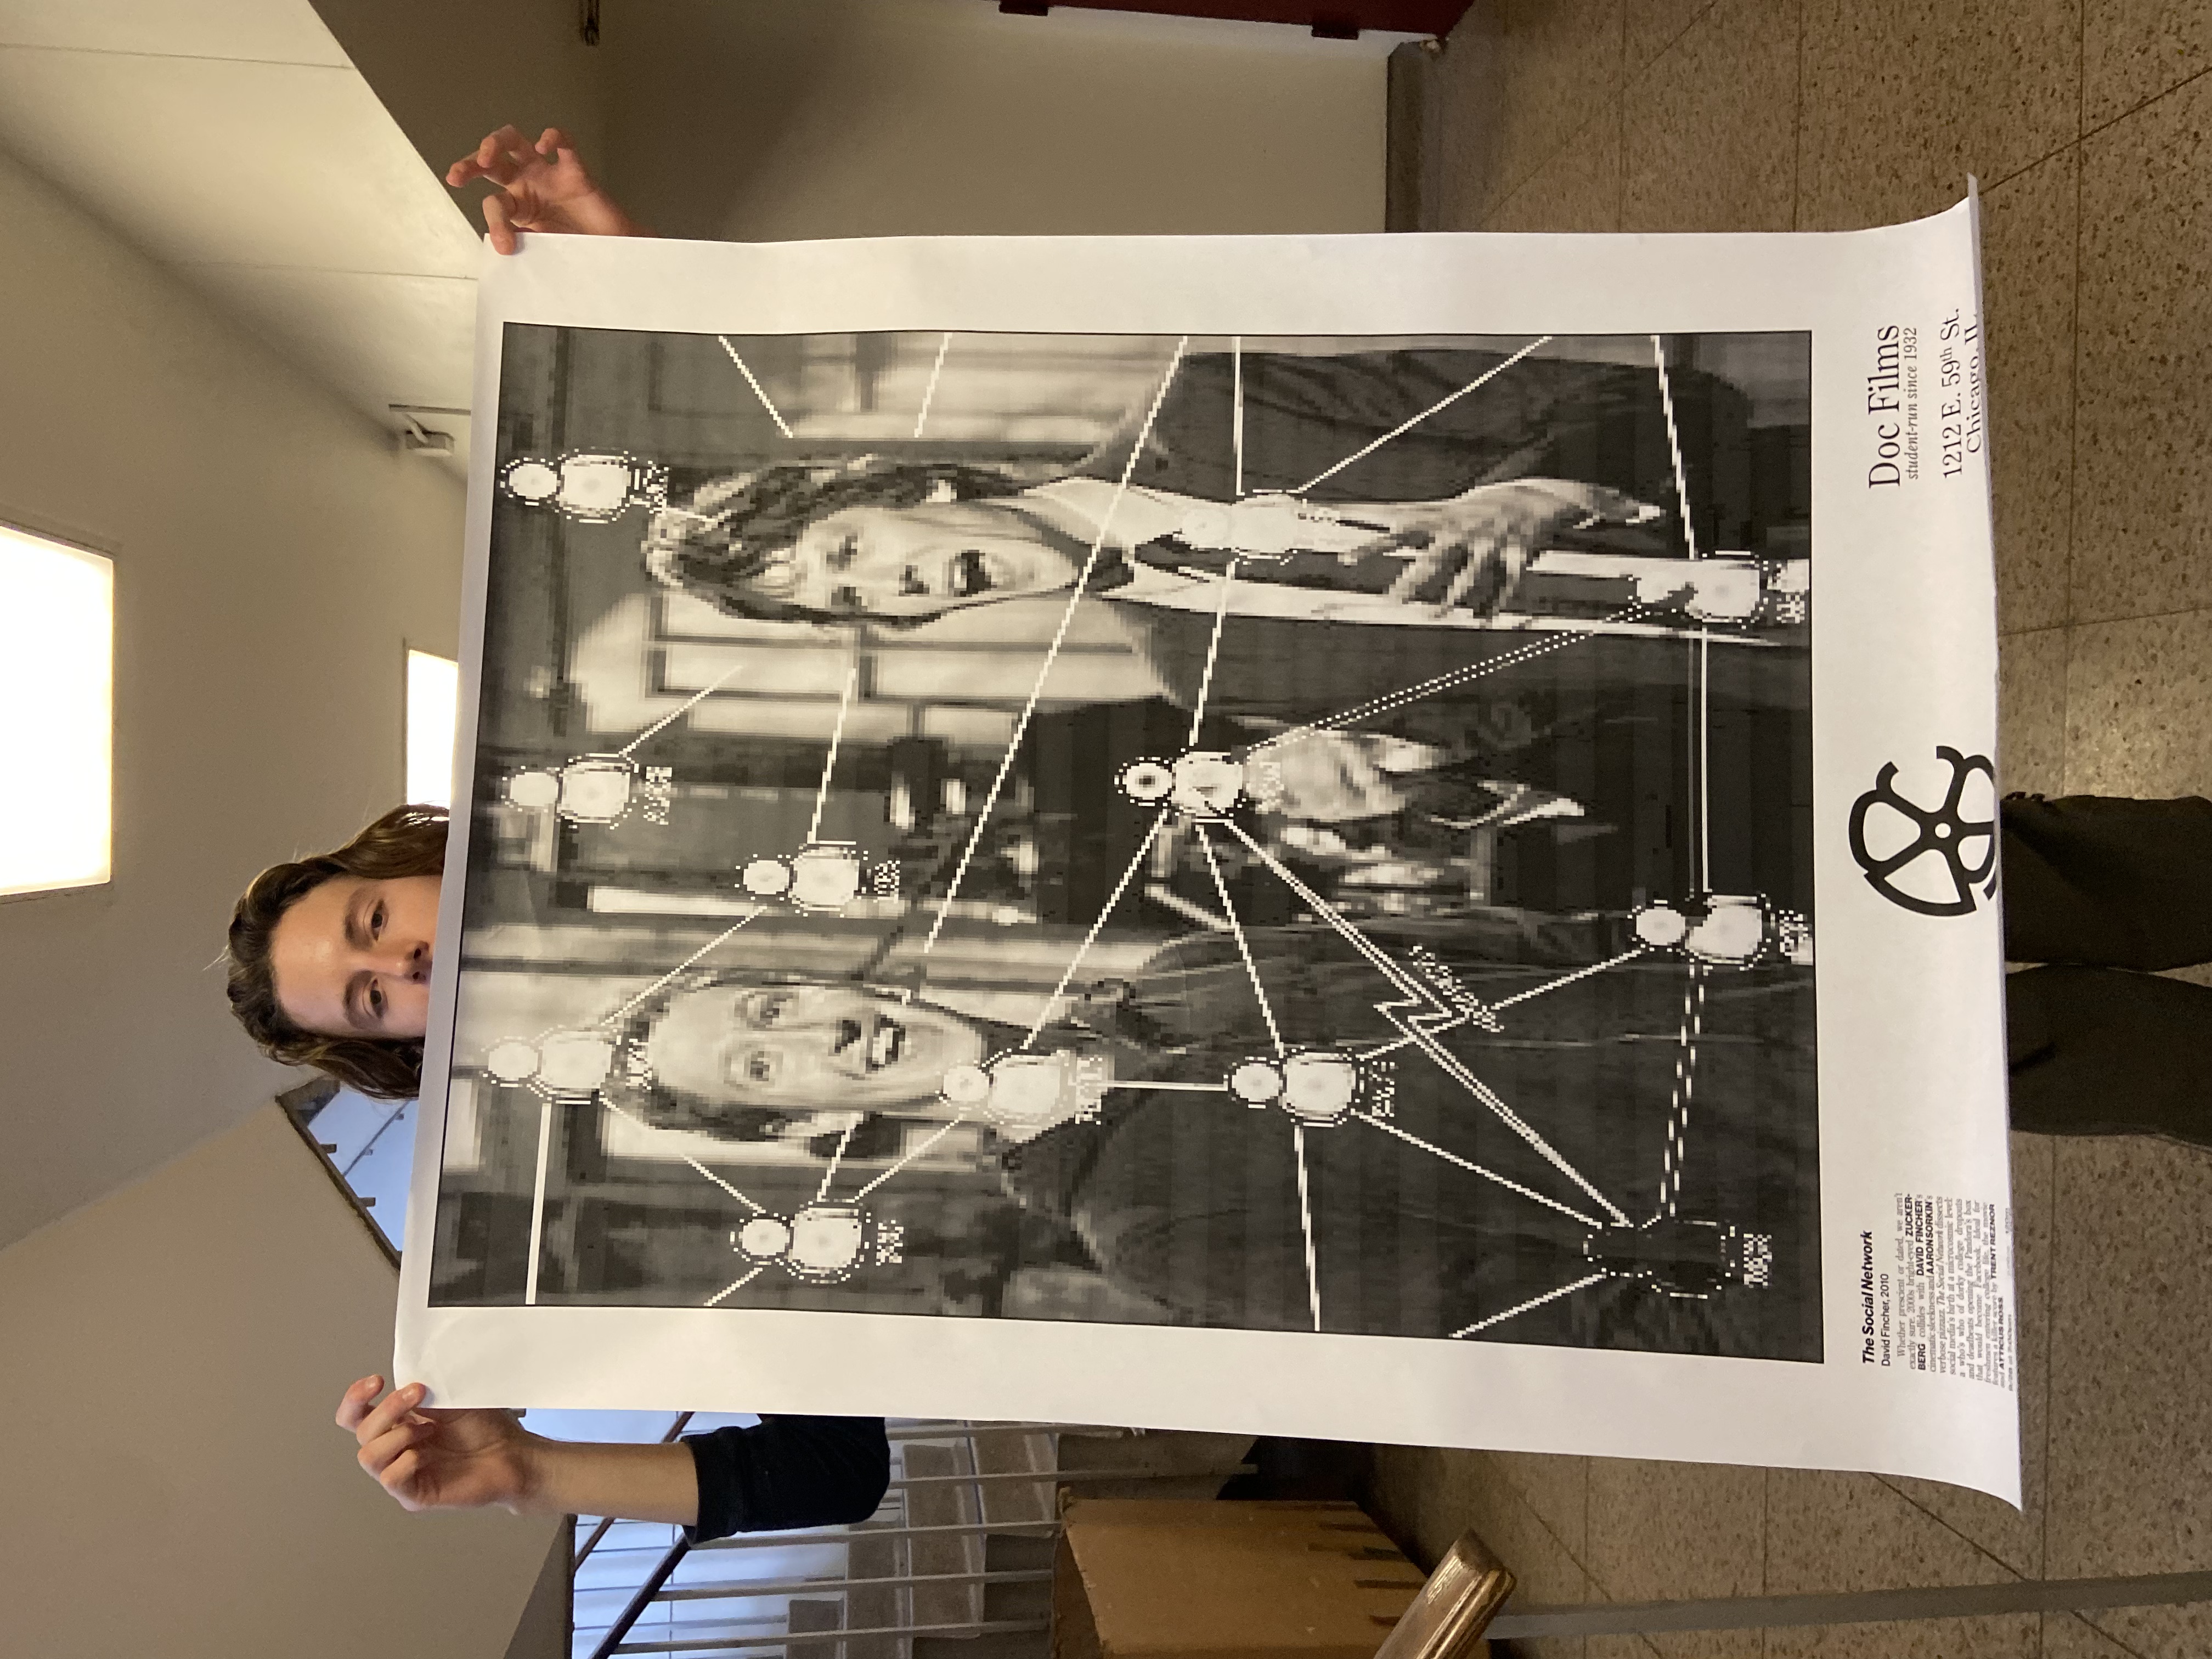 The Social Network
David Fincher, 2010
Whether prescient or dated, we aren't
exactly sure. 2000s bright-eyed ZUCKER-
BERG collides with DAVID FINCHER's
cinematic sleekness and AARON SORKIN's
verbose pizzazz. The Social Network dissects
social media's birth at a microcosmic level:
a who's who of dorky college dropouts
and deadbeats opening the Pandora's box
that would become Facebook. Ideal for
freshmen entering college life, the movie
features a killer score by TRENT REZNOR
and ATTICUS ROSS.
Doc Films
student-run since 1932
1212 E. 59th St.
Chicago, IL